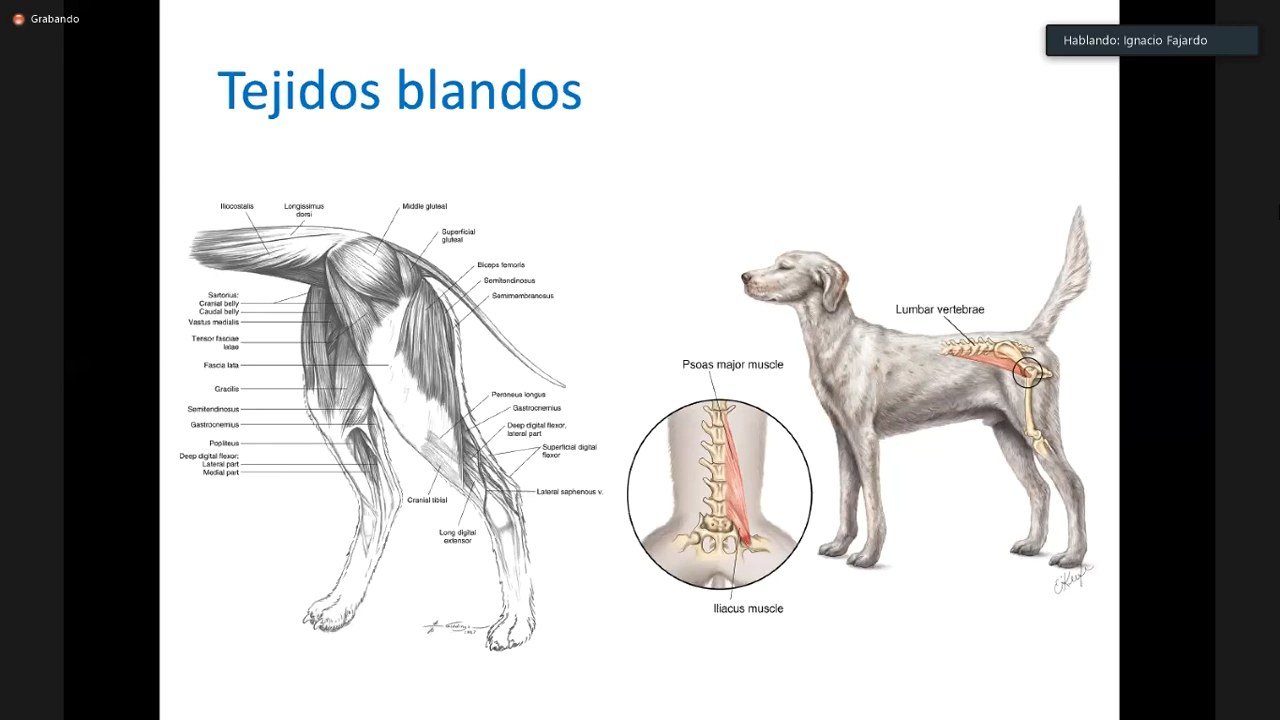 Grabando
Hablando: Ignacio Fajardo
Tejidos blandos
Iliocostalis
Longissimus
dorsi
Middle gluteal
Superficial
gluteal
Biceps femoris
Semitendinosus
Semimembranosus
Sartorius:
Cranial belly
Caudal belly
Vastus medialis
Tensor fasciae
latae
Fascia lata
Gracilis
Semitendinosus
Gastrocnemius
Popliteus
Deep digital flexor:
Lateral part
Medial part
Peroneus longus
Gastrocnemius
Deep digital flexor,
lateral part
Superficial digital
flexor
Lateral saphenous v.
Cranial tibial
Long digital
extensor
Lumbar vertebrae
Psoas major muscle
Iliacus muscle